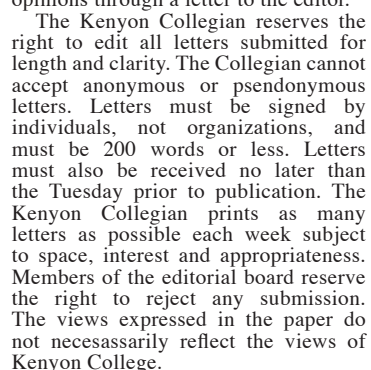 opinions through a letter to the editor.
The Kenyon Collegian reserves the
right to edit all letters submitted for
length and clarity. The Collegian cannot
accept anonymous or psendonymous
letters. Letters must be signed by
individuals, not organizations, and
must be 200 words or less. Letters
must also be received no later than
the Tuesday prior to publication. The
Kenyon Collegian prints as many
letters as possible each week subject
to space, interest and appropriateness.
Members of the editorial board reserve
the right to reject any submission.
The views expressed in the paper do
not necesassarily reflect the views of
Kenyon College.